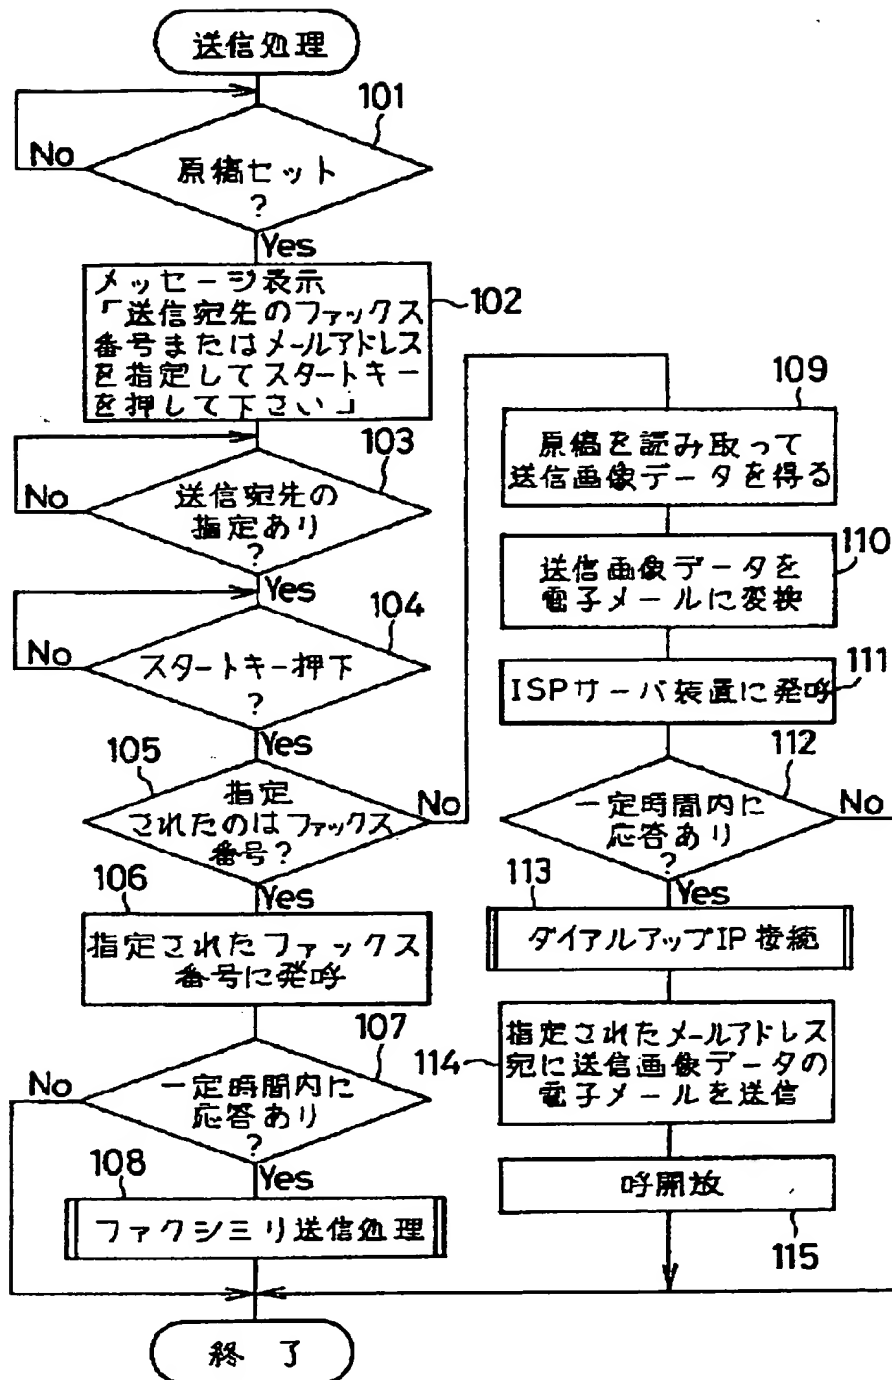 送信処理
101
No
原稿セット
?
Yes
メッセージ表示
「送信宛先のファックス
番号またはメールアドレス
を指定してスタートキー
を押して下さい」
102
103
No
送信宛先の
指定あり
?
Yes
104
No
スタートキー押下
?
Yes
105
指定
されたのはファックス
番号?
No
Yes
106
指定されたファックス
番号に発呼
107
No
一定時間内に
応答あり
?
Yes
108
ファクシミリ送信処理
109
原稿を読み取って
送信画像データを得る
110
送信画像データを
電子メールに変換
111
ISPサーバ装置に発呼
112
一定時間内に
応答あり
?
No
Yes
113
ダイアルアップIP接続
114
指定されたメールアドレス
宛に送信画像データの
電子メールを送信
呼開放
115
終了